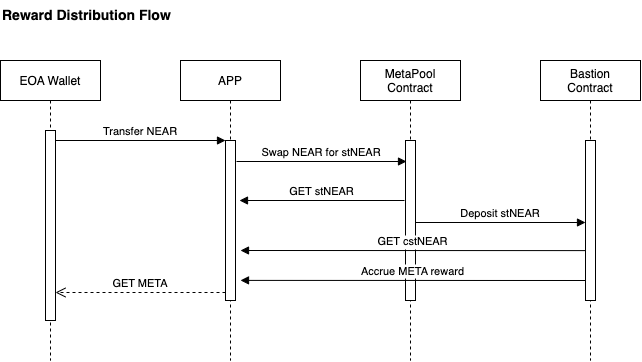 Reward Distribution Flow
EOA Wallet
APP
MetaPool
Contract
Bastion
Contract
Transfer NEAR
Swap NEAR for stNEAR
GET stNEAR
Deposit stNEAR
GET cstNEAR
Accrue META reward
GET META